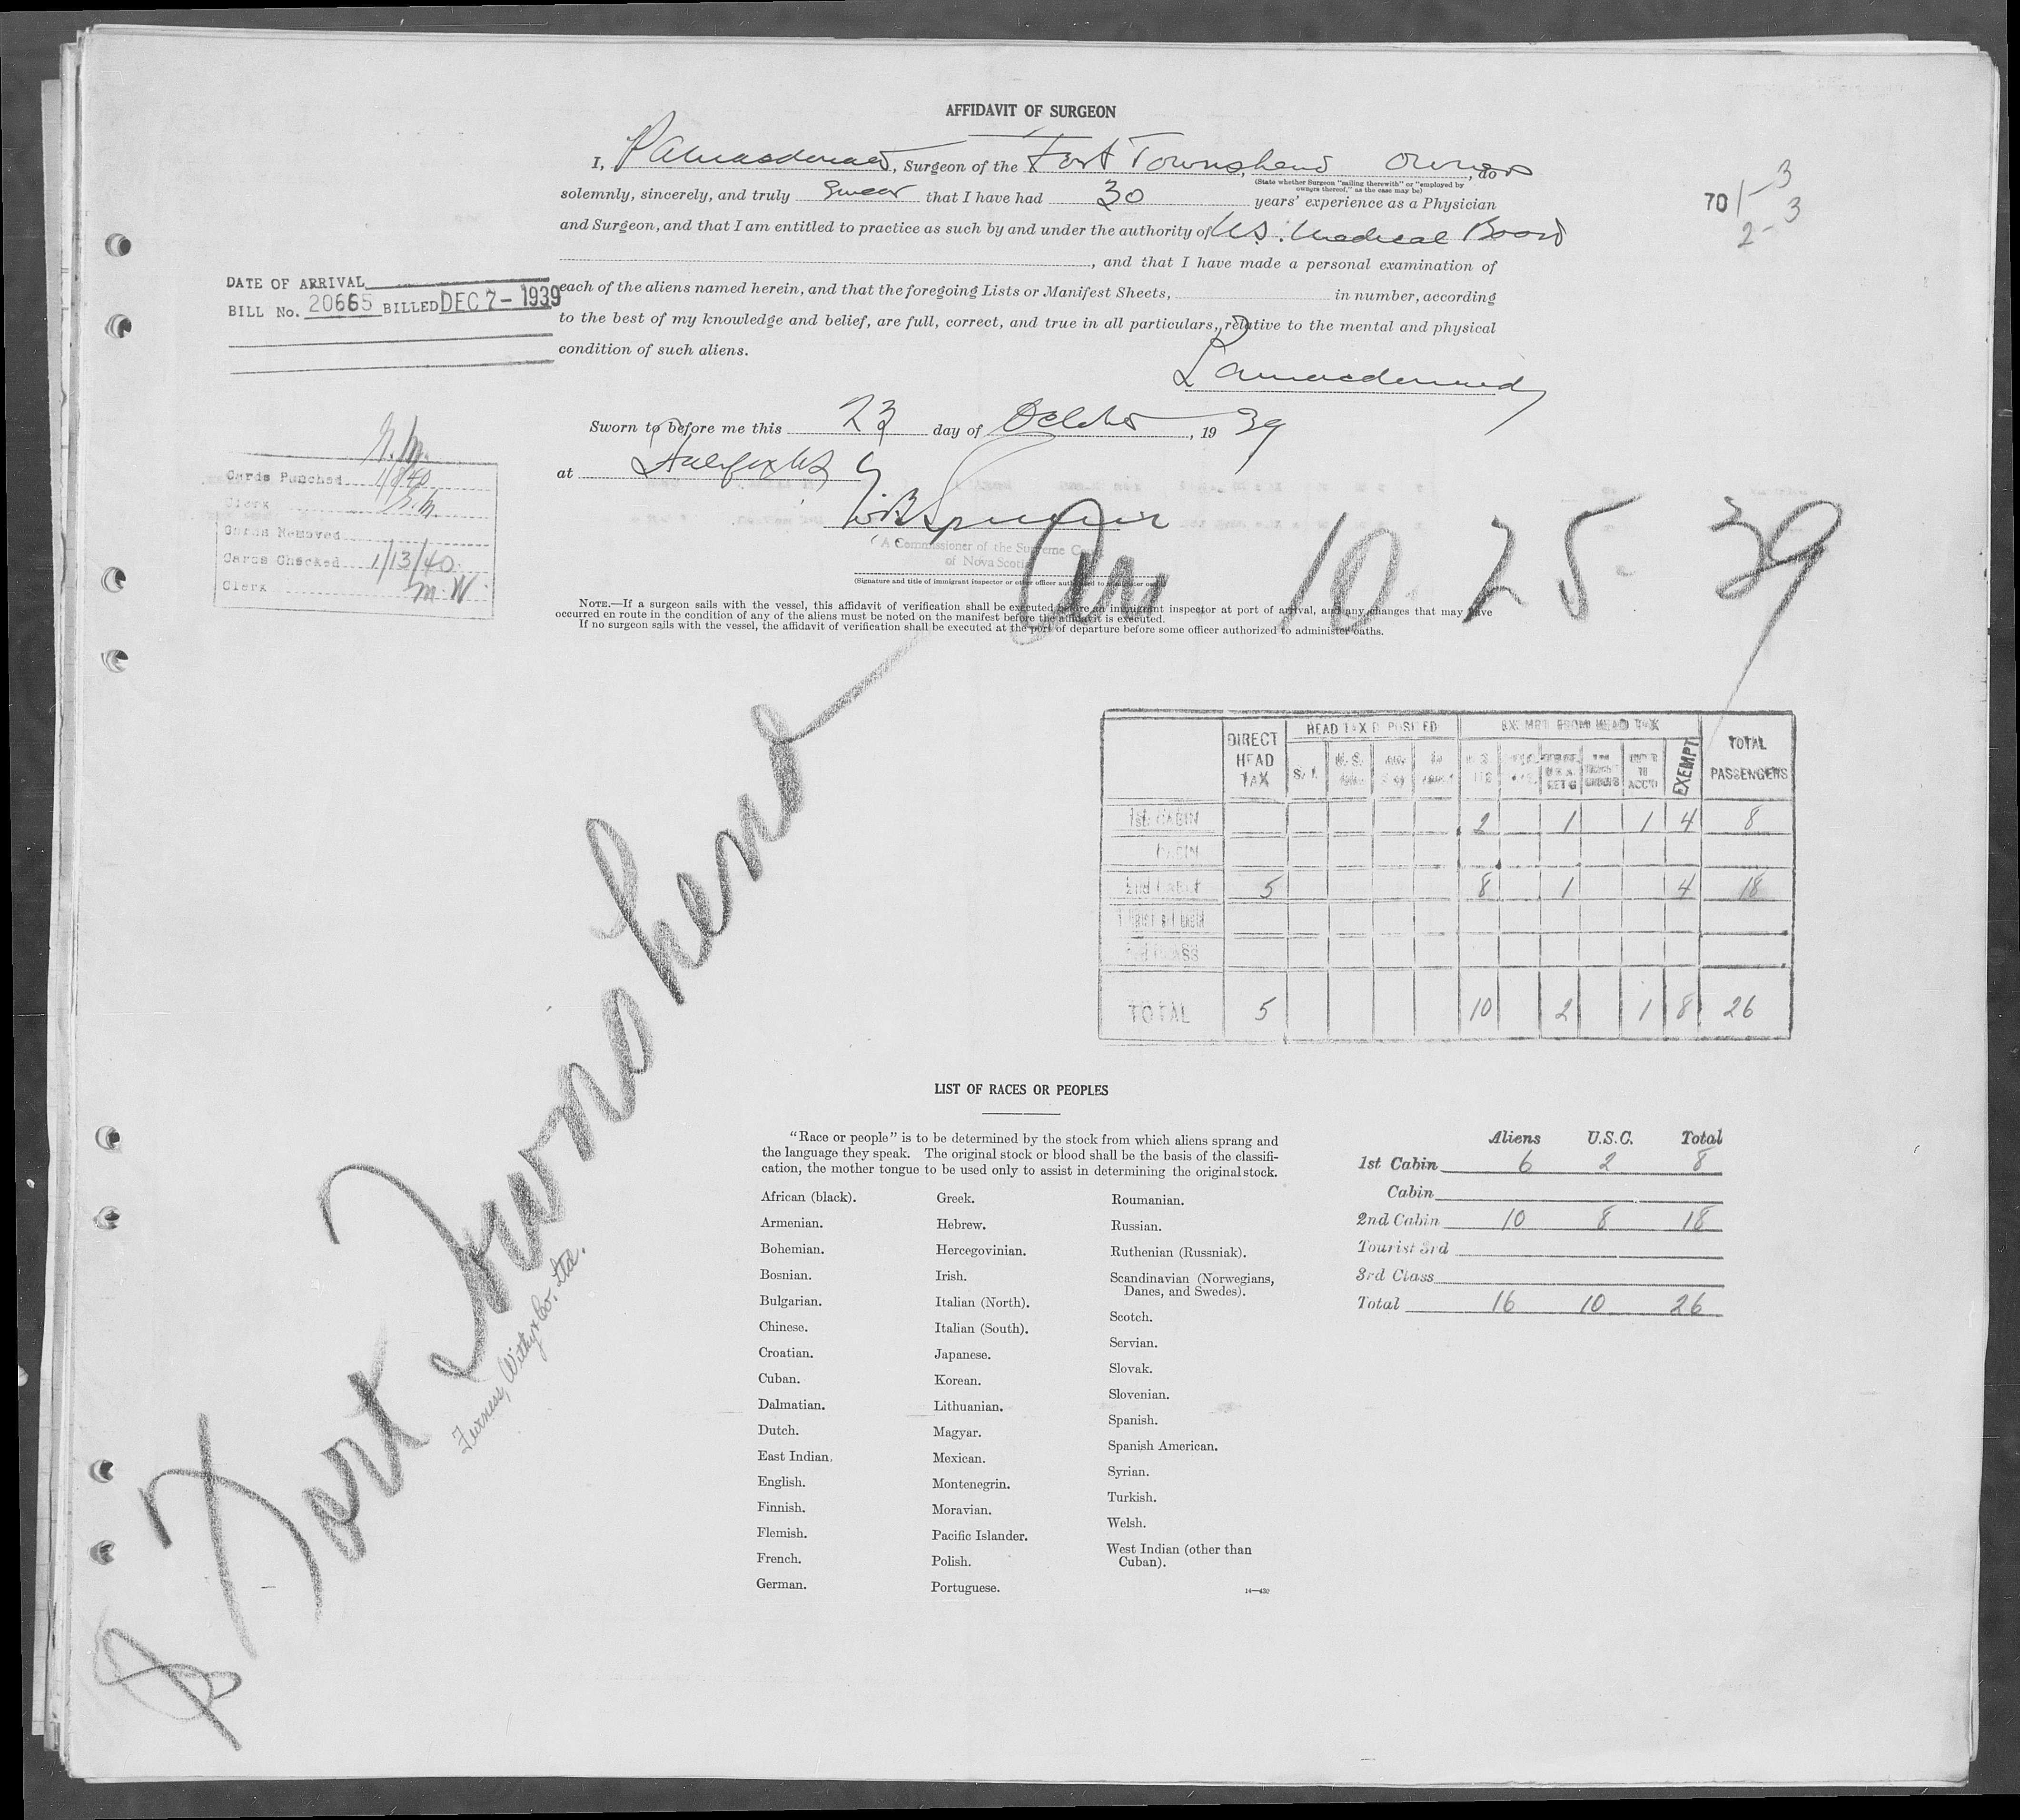 AFFIDAVIT OF SURGEON
I, , Surgeon of the Fort Townshend owners, do
(State whether Surgeon "sailing therewith" or "employed by
owners thereof," as the case may be)
solemnly, sincerely, and truly swear that I have had 30 years' experience as a Physician
and Surgeon, and that I am entitled to practice as such by and under the authority of Medical Board
, and that I have made a personal examination of
each of the aliens named herein, and that the foregoing Lists or Manifest Sheets, in number, according
to the best of my knowledge and belief, are full, correct, and true in all particulars, relative to the mental and physical
condition of such aliens.
70 1-3
2-3
DATE OF ARRIVAL
BILL No. 20665 BILLED DEC 7-1939
Sworn to before me this 23 day of October, 1939
at Halifax N.S.
A Commissioner of the Supreme Court
of Nova Scotia
(Signature and title of immigrant inspector or other officer authorized to administer oaths)
Cards Punched 1/8/40
Clerk
Cards Removed
Cards Checked 1/13/40
Clerk M.W.
Arr 10 25 39
NOTE.—If a surgeon sails with the vessel, this affidavit of verification shall be executed before an immigrant inspector at port of arrival, and any changes that may have
occurred en route in the condition of any of the aliens must be noted on the manifest before the affidavit is executed.
If no surgeon sails with the vessel, the affidavit of verification shall be executed at the port of departure before some officer authorized to administer oaths.
Fort Townshend
Furness, Withy & Co. Ltd.
DIRECT HEAD TAX HEAD TAX DEPOSITED EXEMPT FROM HEAD TAX EXEMPT TOTAL PASSENGERS
1st CABIN 2 1 1 4 8
CABIN
2nd CABIN 5 8 1 4 18
TOTAL 5 10 2 1 8 26
LIST OF RACES OR PEOPLES
"Race or people" is to be determined by the stock from which aliens sprang and
the language they speak. The original stock or blood shall be the basis of the classifi-
cation, the mother tongue to be used only to assist in determining the original stock.
African (black).
Armenian.
Bohemian.
Bosnian.
Bulgarian.
Chinese.
Croatian.
Cuban.
Dalmatian.
Dutch.
East Indian.
English.
Finnish.
Flemish.
French.
German.
Greek.
Hebrew.
Hercegovinian.
Irish.
Italian (North).
Italian (South).
Japanese.
Korean.
Lithuanian.
Magyar.
Mexican.
Montenegrin.
Moravian.
Pacific Islander.
Polish.
Portuguese.
Roumanian.
Russian.
Ruthenian (Russniak).
Scandinavian (Norwegians,
Danes, and Swedes).
Scotch.
Servian.
Slovak.
Slovenian.
Spanish.
Spanish American.
Syrian.
Turkish.
Welsh.
West Indian (other than
Cuban).
14—430
Aliens U.S.C. Total
1st Cabin 6 2 8
Cabin
2nd Cabin 10 8 18
Tourist 3rd
3rd Class
Total 16 10 26